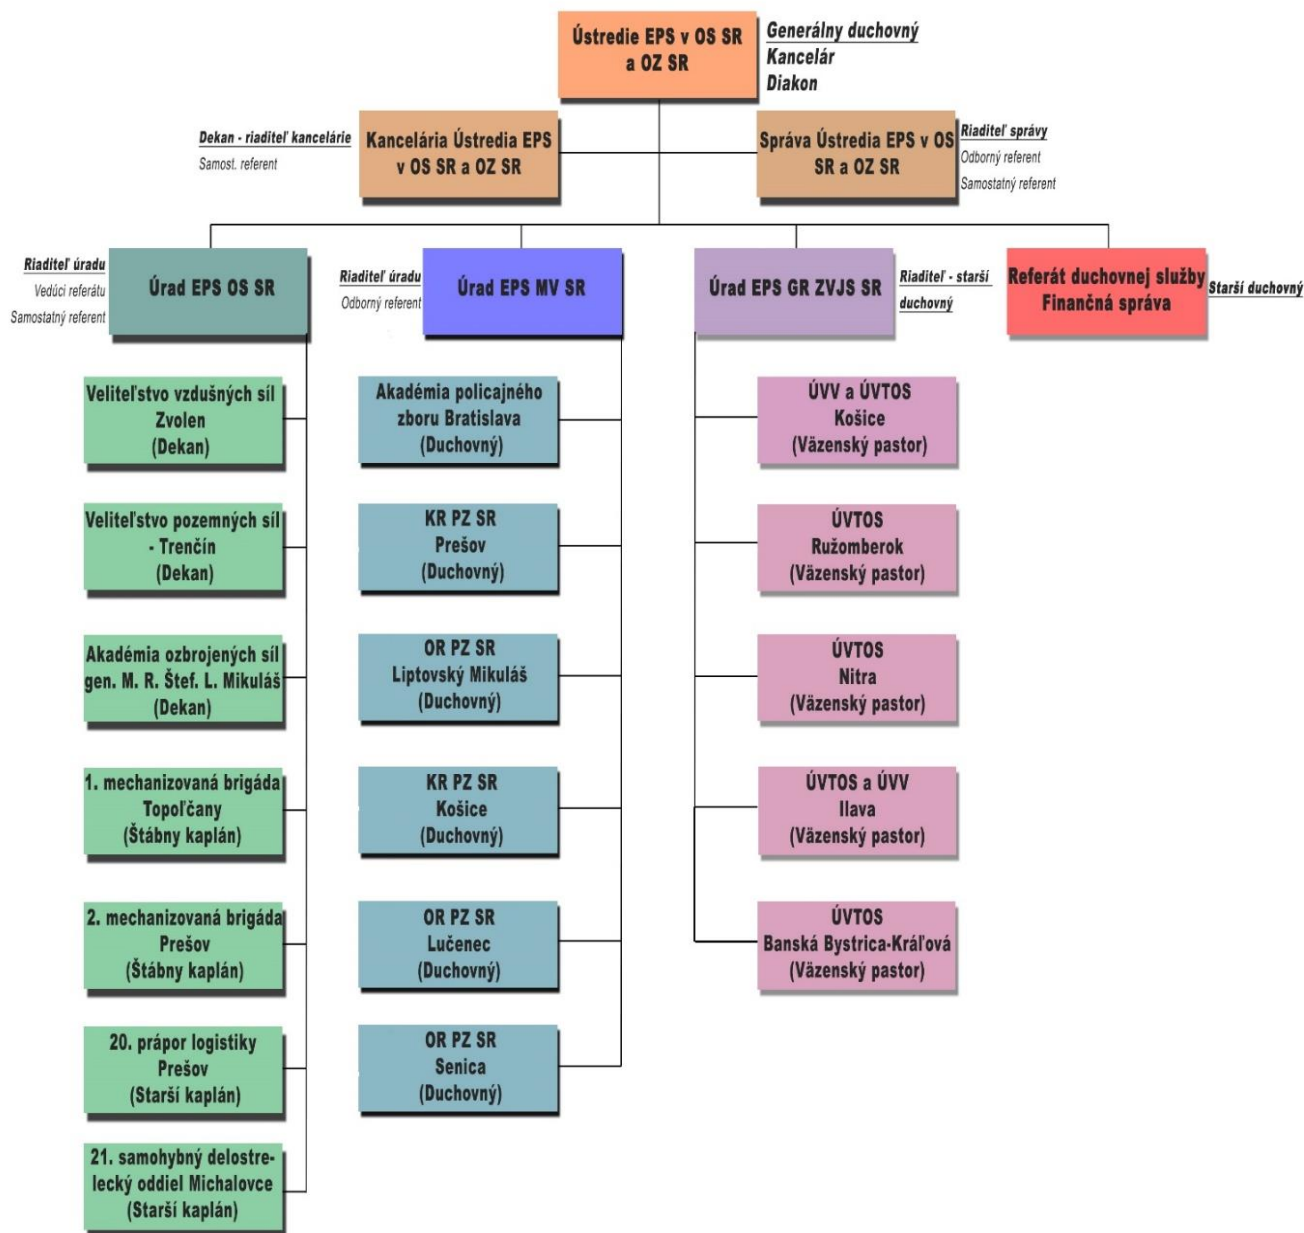 Ústredie EPS v OS SR
a OZ SR
Generálny duchovný
Kancelár
Diakon
Dekan - riaditeľ kancelárie
Samost. referent
Kancelária Ústredia EPS
v OS SR a OZ SR
Správa Ústredia EPS v OS
SR a OZ SR
Riaditeľ správy
Odborný referent
Samostatný referent
Riaditeľ úradu
Vedúci referátu
Samostatný referent
Úrad EPS OS SR
Riaditeľ úradu
Odborný referent
Úrad EPS MV SR
Úrad EPS GR ZVJS SR
Riaditeľ - starší
duchovný
Referát duchovnej služby
Finančná správa
Starší duchovný
Veliteľstvo vzdušných síl
Zvolen
(Dekan)
Veliteľstvo pozemných síl
- Trenčín
(Dekan)
Akadémia ozbrojených síl
gen. M. R. Štef. L. Mikuláš
(Dekan)
1. mechanizovaná brigáda
Topoľčany
(Štábny kaplán)
2. mechanizovaná brigáda
Prešov
(Štábny kaplán)
20. prápor logistiky
Prešov
(Starší kaplán)
21. samohybný delostre-
lecký oddiel Michalovce
(Starší kaplán)
Akadémia policajného
zboru Bratislava
(Duchovný)
KR PZ SR
Prešov
(Duchovný)
OR PZ SR
Liptovský Mikuláš
(Duchovný)
KR PZ SR
Košice
(Duchovný)
OR PZ SR
Lučenec
(Duchovný)
OR PZ SR
Senica
(Duchovný)
ÚVV a ÚVTOS
Košice
(Väzenský pastor)
ÚVTOS
Ružomberok
(Väzenský pastor)
ÚVTOS
Nitra
(Väzenský pastor)
ÚVTOS a ÚVV
Ilava
(Väzenský pastor)
ÚVTOS
Banská Bystrica-Kráľová
(Väzenský pastor)